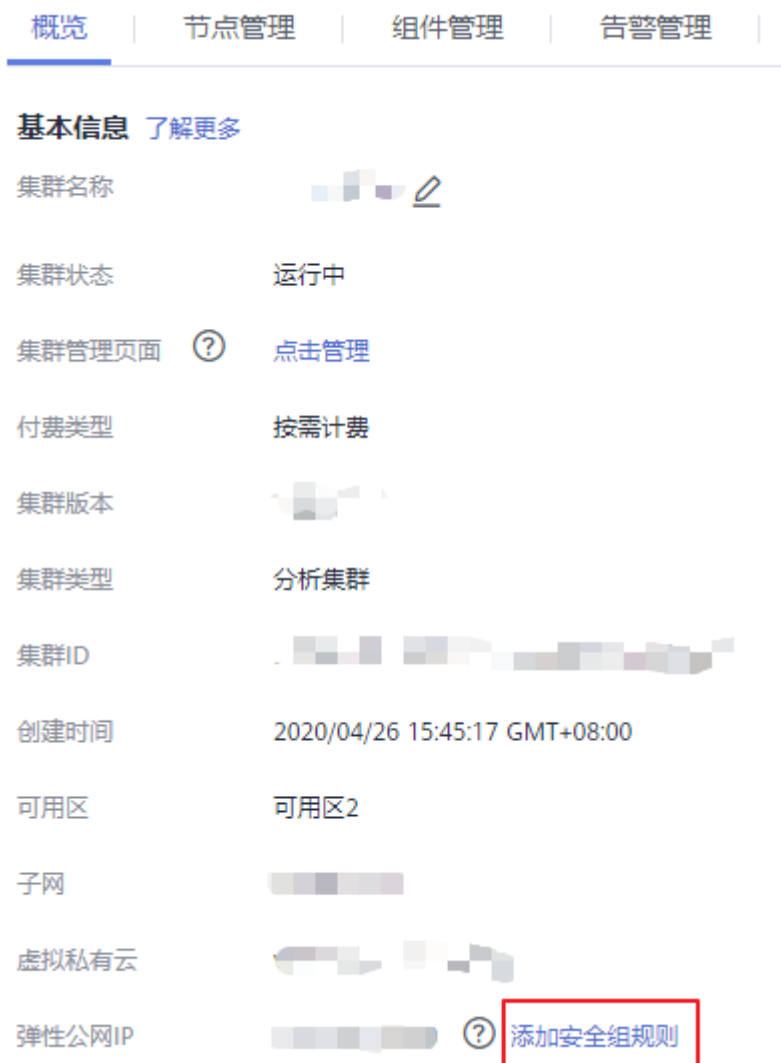 概览 节点管理 组件管理 告警管理
基本信息 了解更多
集群名称
集群状态 运行中
集群管理页面 ? 点击管理
付费类型 按需计费
集群版本
集群类型 分析集群
集群ID
创建时间 2020/04/26 15:45:17 GMT+08:00
可用区 可用区2
子网
虚拟私有云
弹性公网IP ? 添加安全组规则